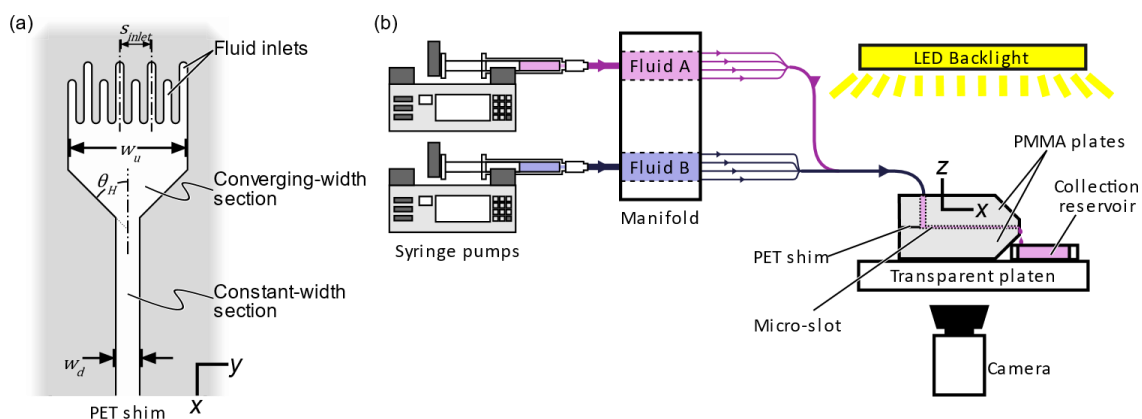 (a)
s_inlet
Fluid inlets
w_u
θ_H
Converging-width
section
Constant-width
section
w_d
y
x
PET shim
(b)
Fluid A
Fluid B
Manifold
Syringe pumps
LED Backlight
PMMA plates
z
x
Collection
reservoir
PET shim
Transparent platen
Micro-slot
Camera